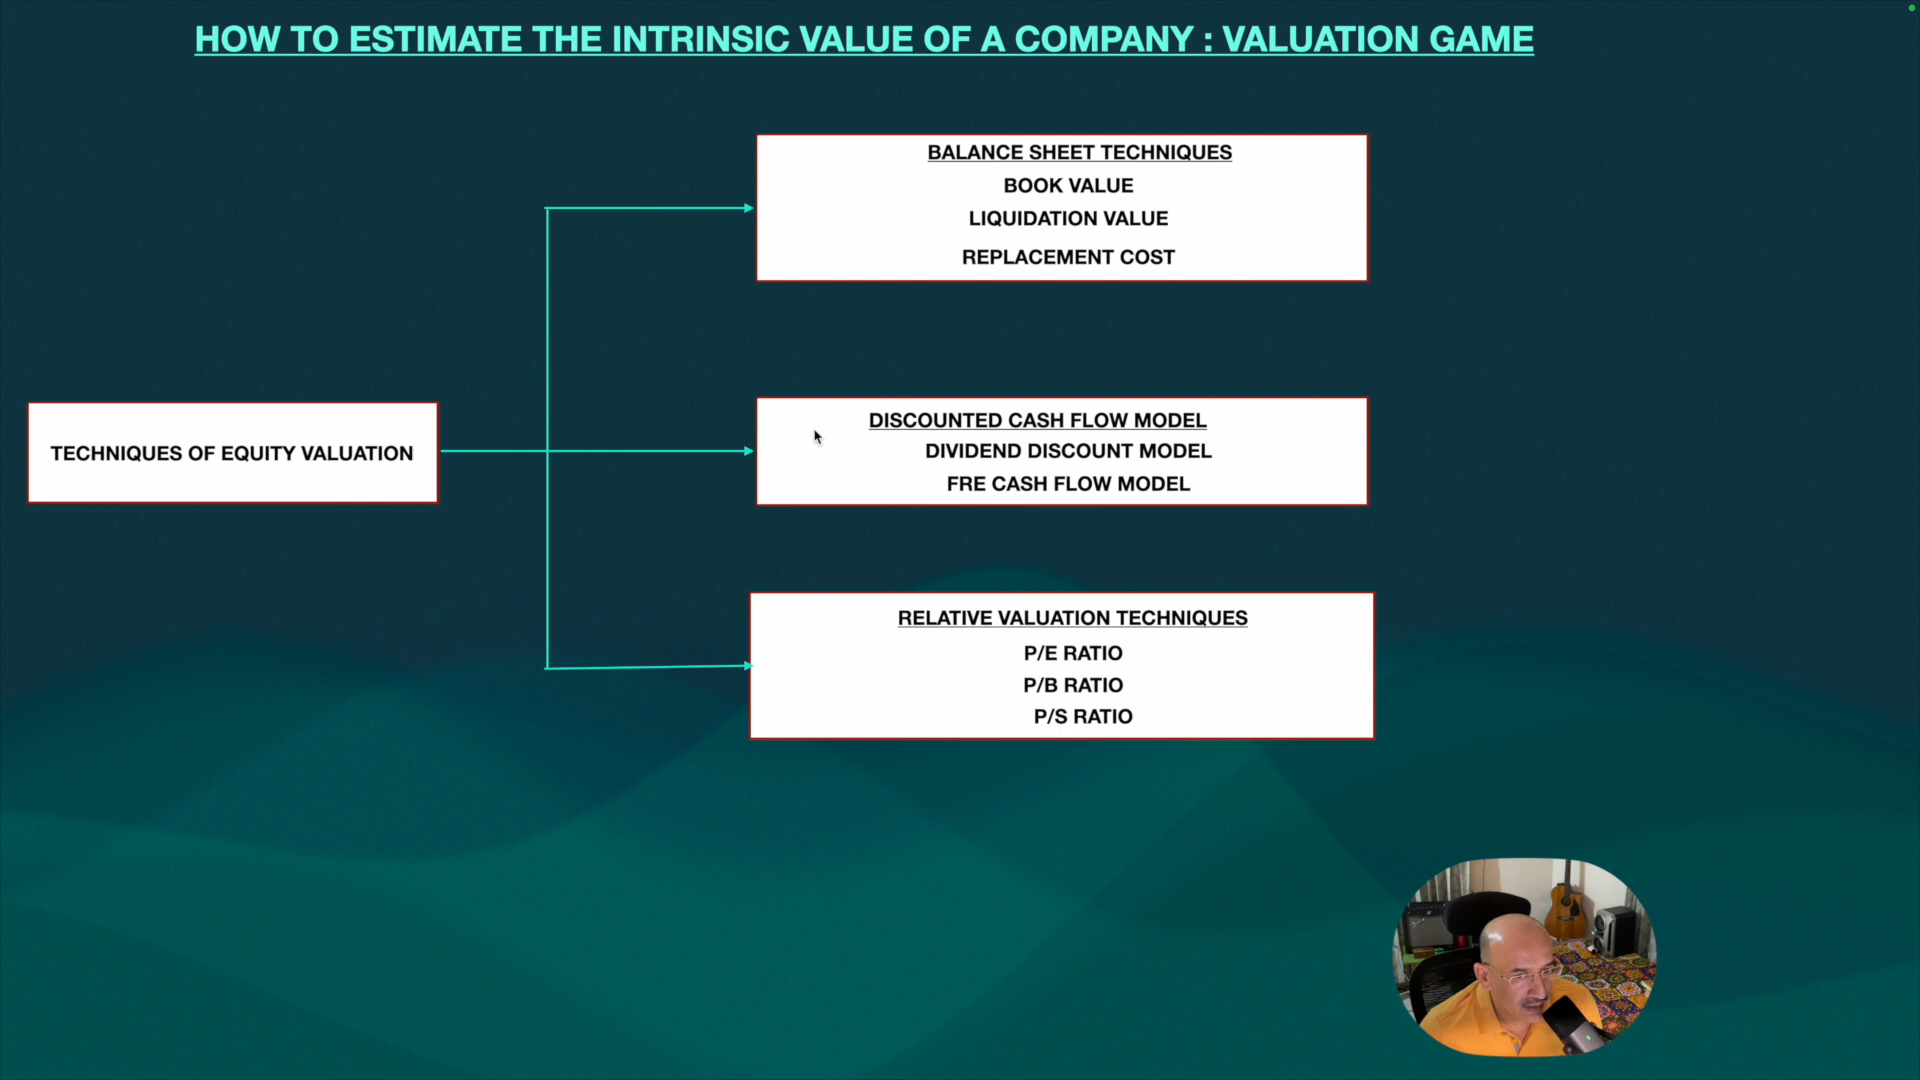 HOW TO ESTIMATE THE INTRINSIC VALUE OF A COMPANY : VALUATION GAME
BALANCE SHEET TECHNIQUES
BOOK VALUE
LIQUIDATION VALUE
REPLACEMENT COST
TECHNIQUES OF EQUITY VALUATION
DISCOUNTED CASH FLOW MODEL
DIVIDEND DISCOUNT MODEL
FRE CASH FLOW MODEL
RELATIVE VALUATION TECHNIQUES
P/E RATIO
P/B RATIO
P/S RATIO